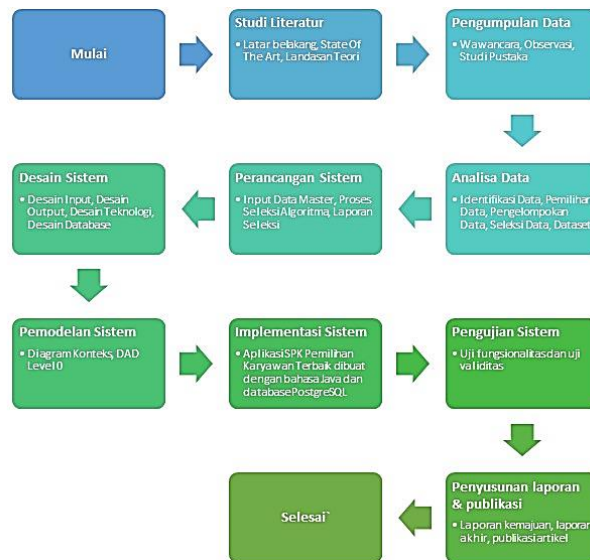 Mulai
Studi Literatur
• Latar belakang, State Of
The Art, Landasan Teori
Pengumpulan Data
• Wawancara, Observasi,
Studi Pustaka
Analisa Data
• Identifikasi Data, Pemilihan
Data, Pengelompokan
Data, Seleksi Data, Dataset
Perancangan Sistem
• Input Data Master, Proses
Seleksi Algoritma, Laporan
Seleksi
Desain Sistem
• Desain Input, Desain
Output, Desain Teknologi,
Desain Database
Pemodelan Sistem
• Diagram Konteks, DAD
Level 0
Implementasi Sistem
• Aplikasi SPK Pemilihan
Karyawan Terbaik dibuat
dengan bahasa Java dan
database PostgreSQL
Pengujian Sistem
• Uji fungsionalitas dan uji
validitas
Penyusunan laporan
& publikasi
• Laporan kemajuan, laporan
akhir, publikasi artikel
Selesai`